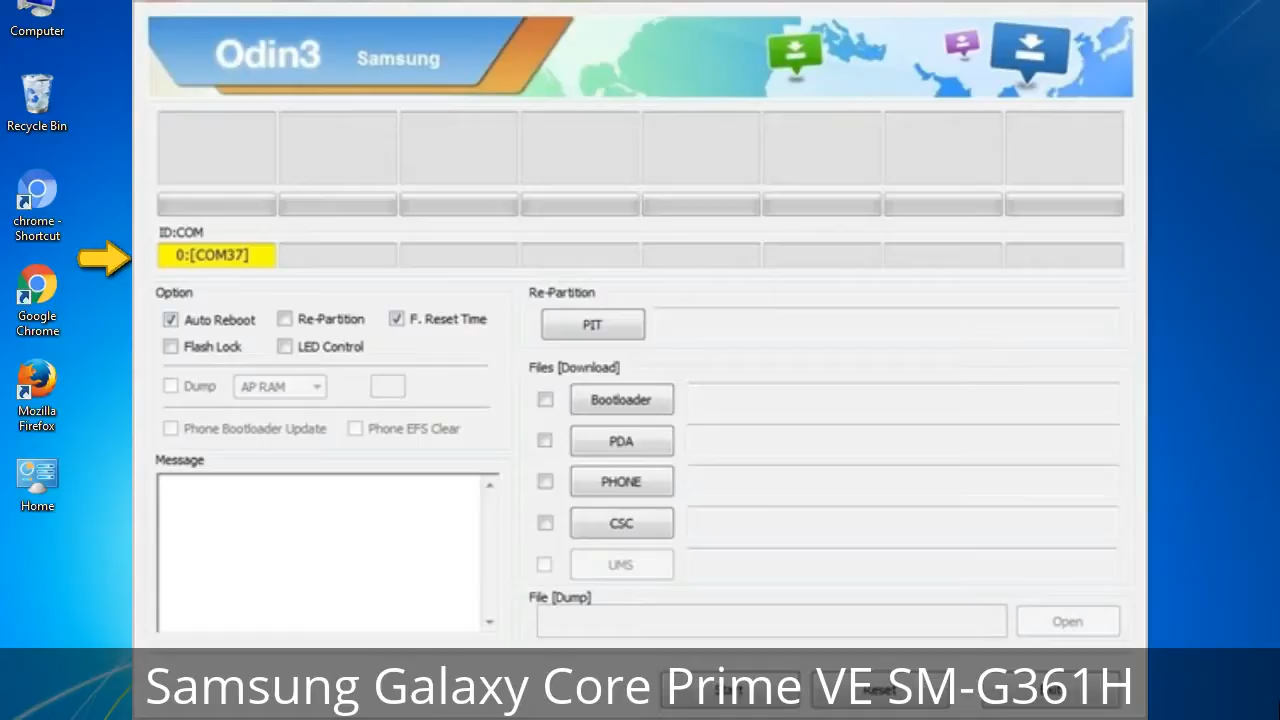 Computer
Recycle Bin
chrome -
Shortcut
Google
Chrome
Mozilla
Firefox
Home
Odin3 Samsung
ID:COM
0:[COM37]
Option
Auto Reboot Re-Partition F. Reset Time
Flash Lock LED Control
Dump AP RAM
Phone Bootloader Update Phone EFS Clear
Message
Re-Partition
PIT
Files [Download]
Bootloader
PDA
PHONE
CSC
UMS
File [Dump]
Open
Reset
Samsung Galaxy Core Prime VE SM-G361H